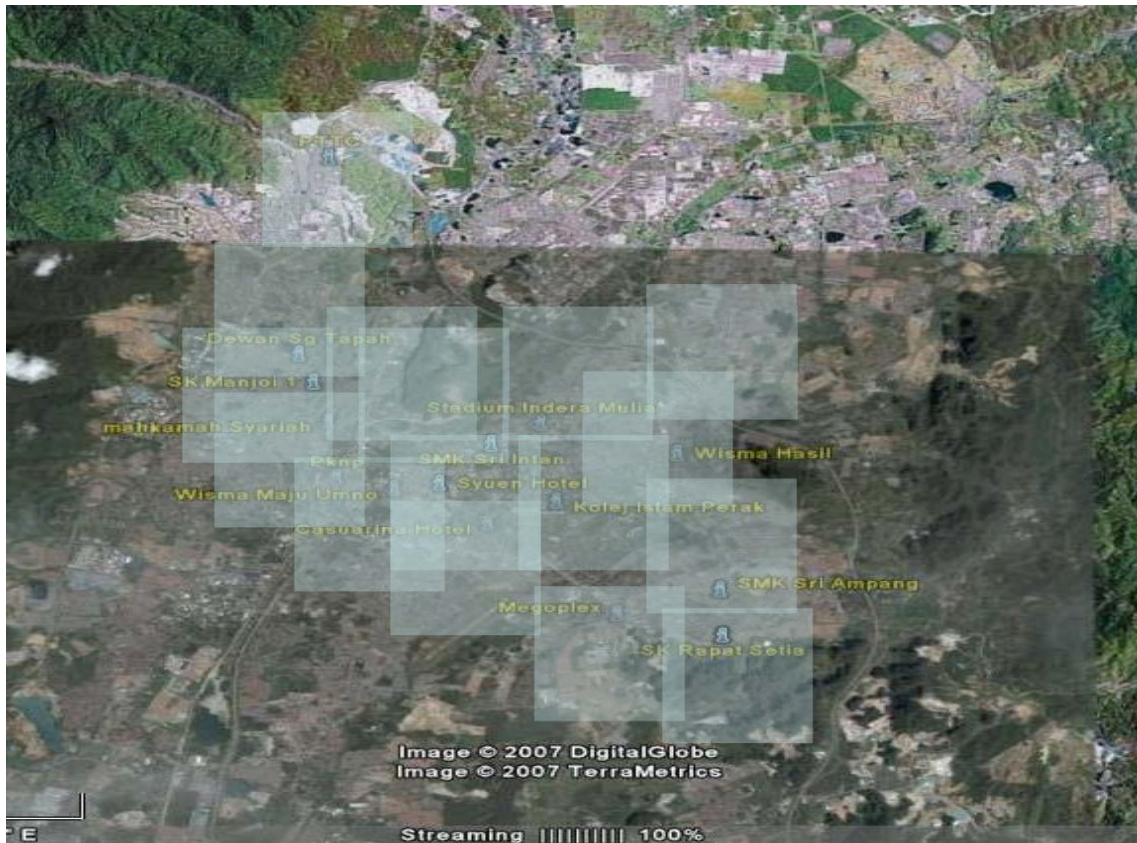 ~Dewan Sg Tapah
SK Manjoi 1
Stadium Indera Mulia
mahkamah Syariah
Wisma Hasil
SMK Sri Intan
Pknp
Syuen Hotel
Wisma Maju Umno
Kolej Islam Perak
Casuarina Hotel
SMK Sri Ampang
Megoplex
SK Rapat Setia
Image © 2007 DigitalGlobe
Image © 2007 TerraMetrics
Streaming |||||||||| 100%